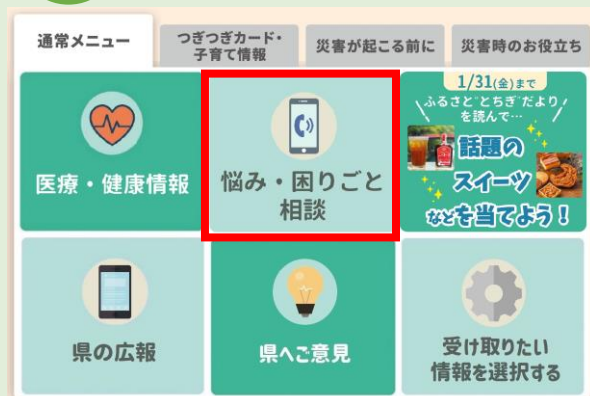 通常メニュー
つぎつぎカード・
子育て情報
災害が起こる前に
災害時のお役立ち
医療・健康情報
悩み・困りごと
相談
1/31(金)まで
ふるさと"とちぎ"だより
を読んで…
話題の
スイーツ
などを当てよう！
県の広報
県へご意見
受け取りたい
情報を選択する